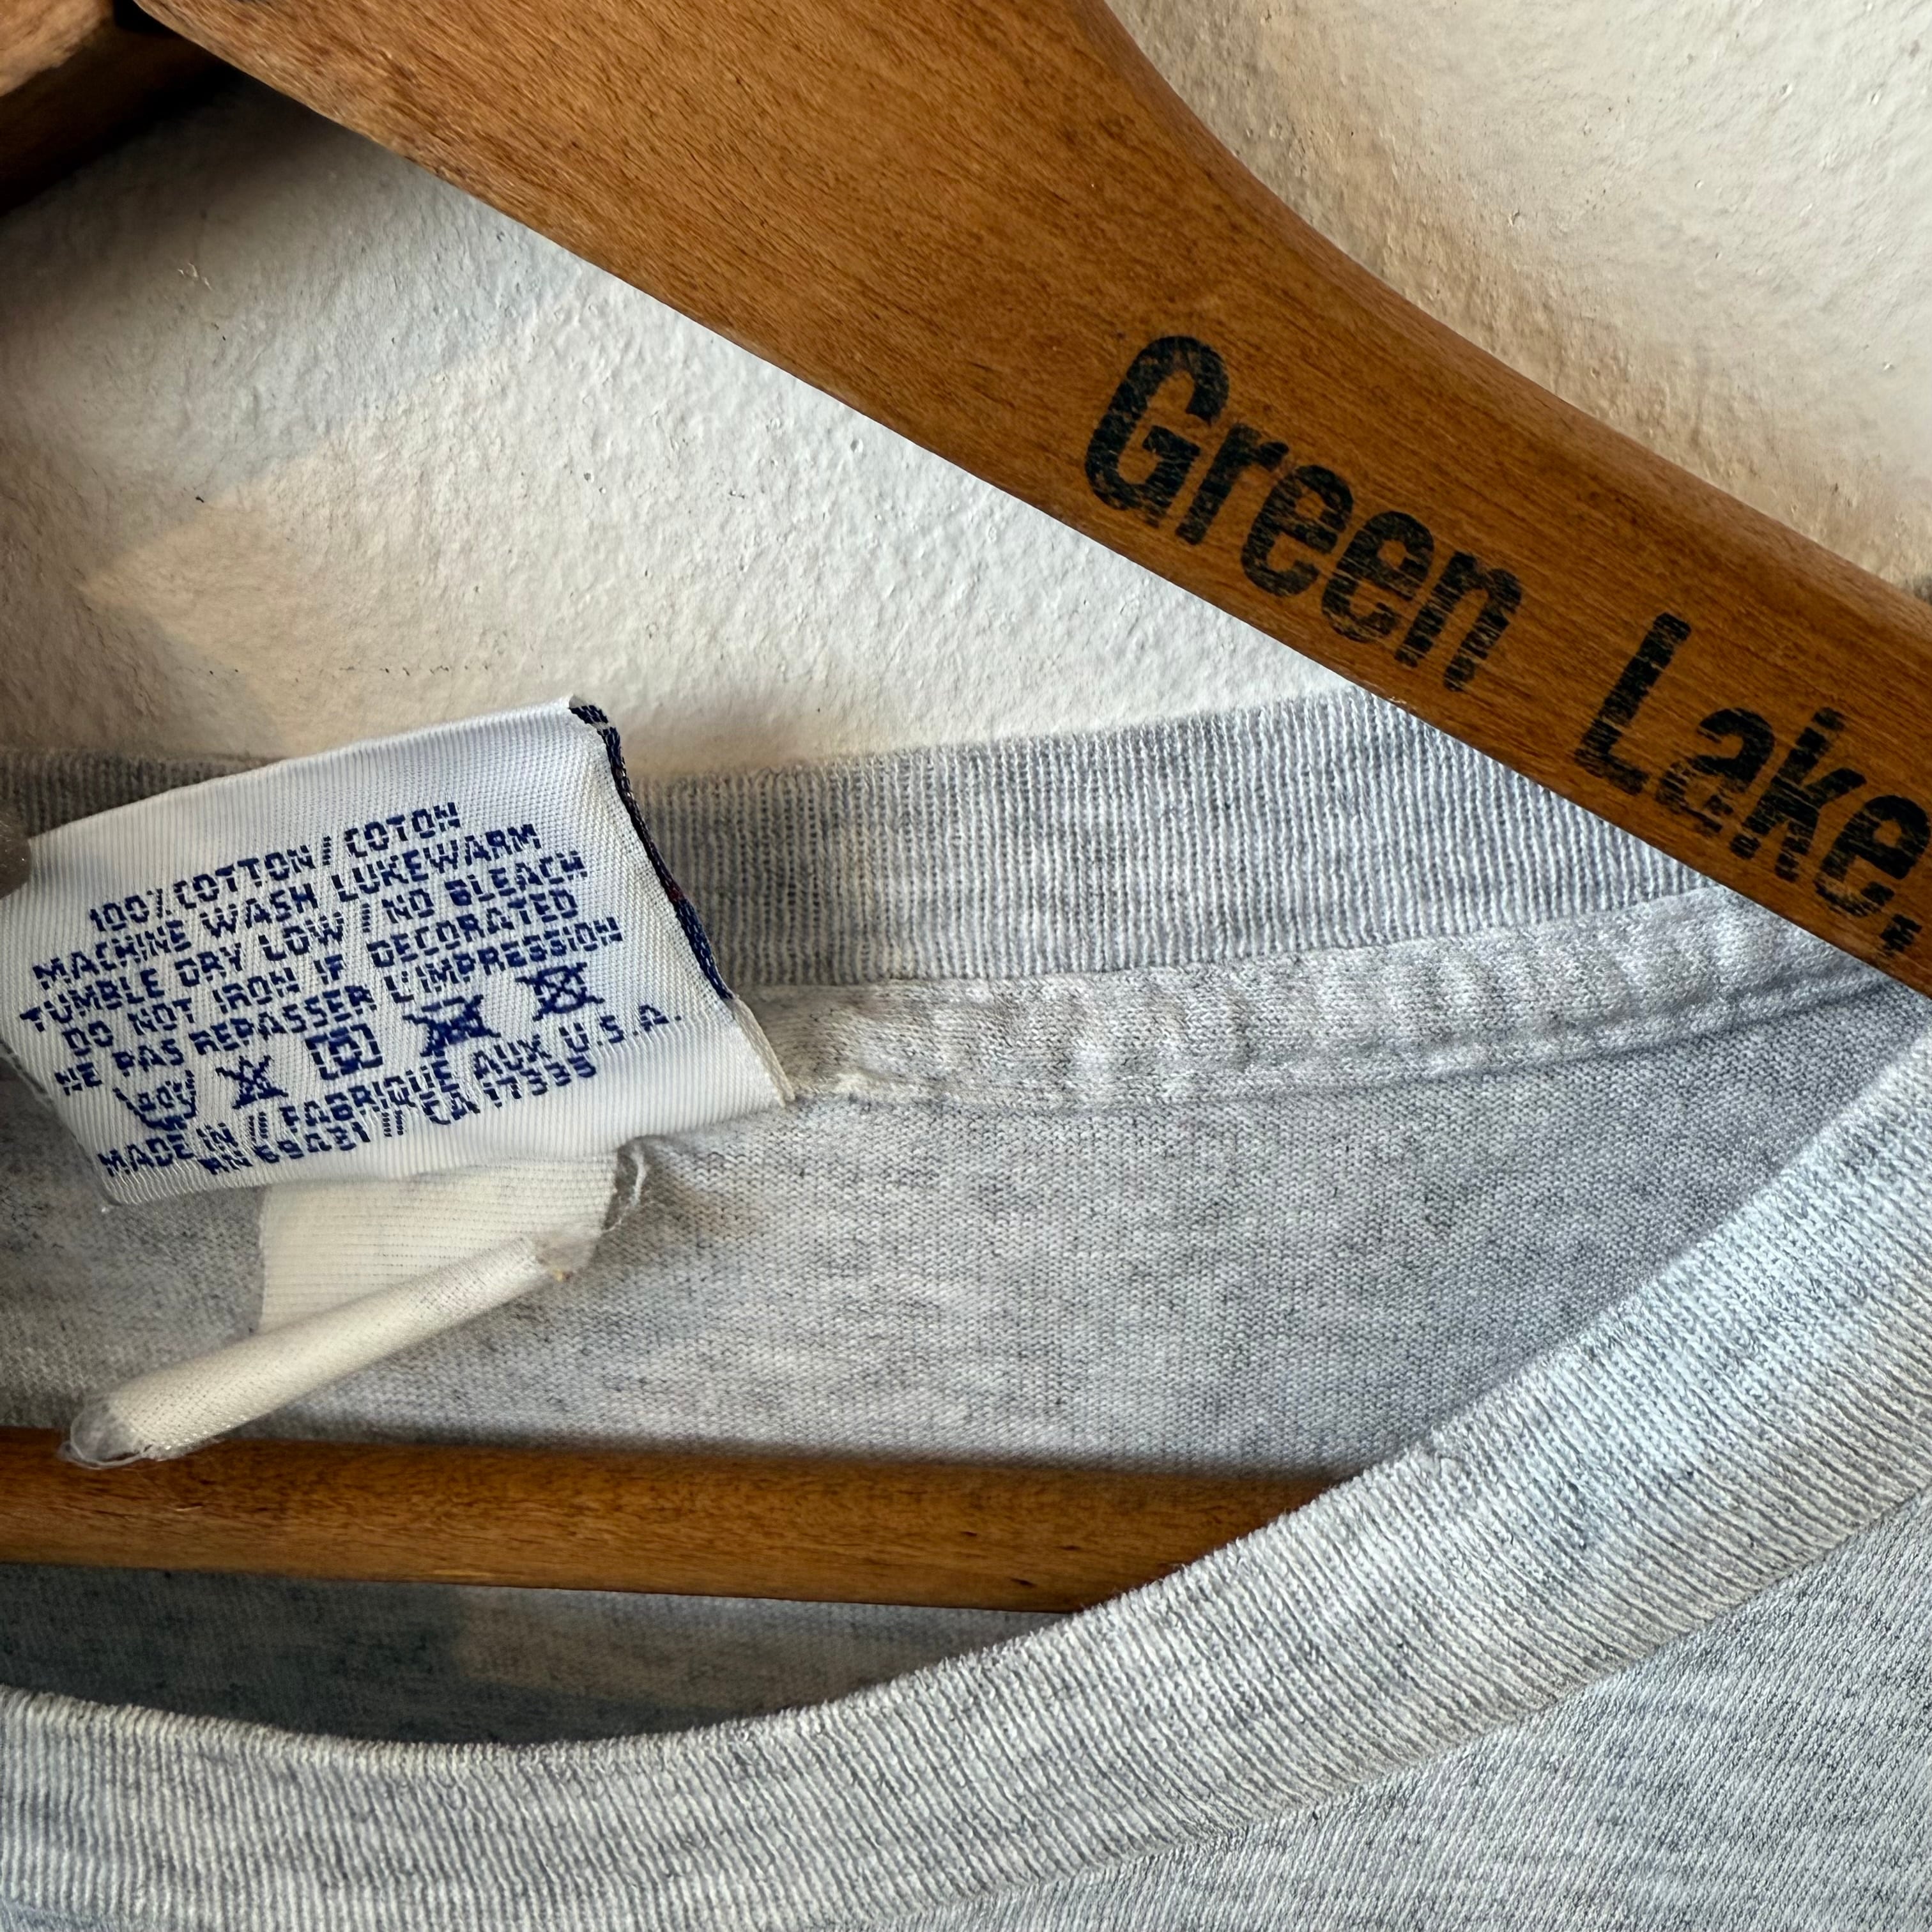 Green Lake,
100% COTTON / COTON
MACHINE WASH LUKEWARM
TUMBLE DRY LOW // NO BLEACH
DO NOT IRON IF DECORATED
NE PAS REPASSER L'IMPRESSION
MADE IN // FABRIQUE AUX U.S.A.
RN // CA 17335